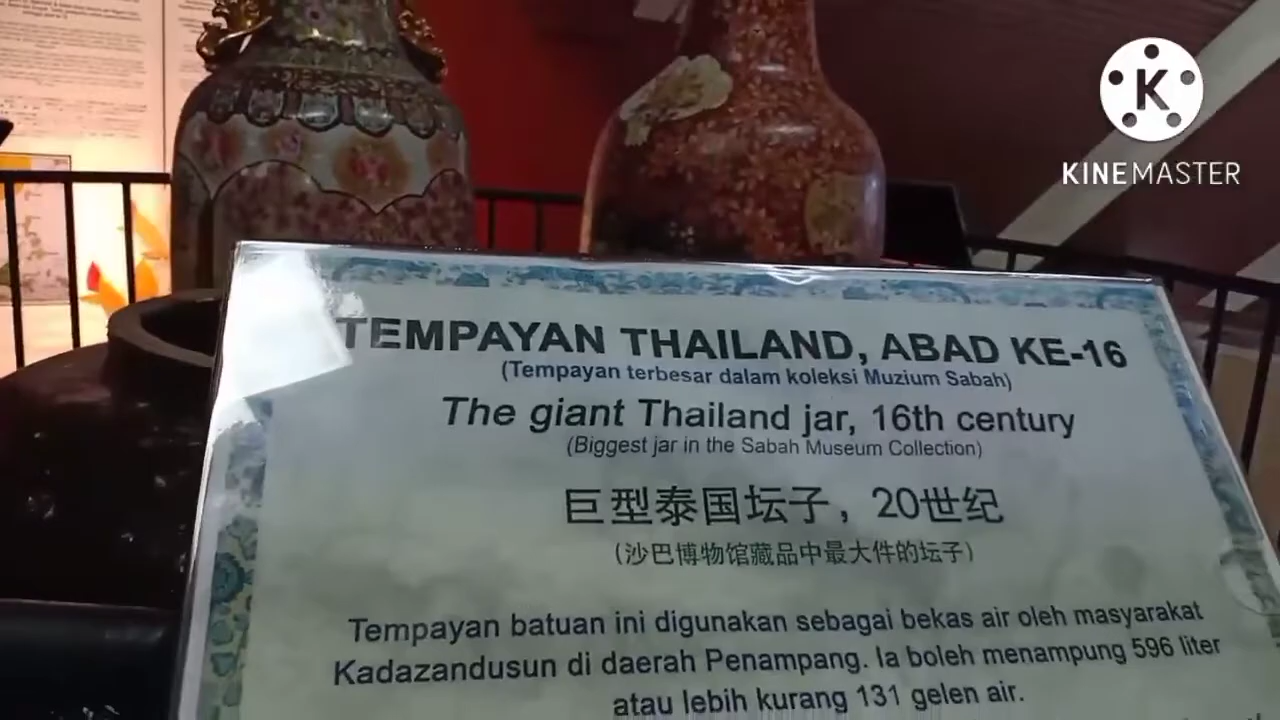 KINEMASTER
TEMPAYAN THAILAND, ABAD KE-16
(Tempayan terbesar dalam koleksi Muzium Sabah)
The giant Thailand jar, 16th century
(Biggest jar in the Sabah Museum Collection)
巨型泰国坛子，20世纪
（沙巴博物馆藏品中最大件的坛子）
Tempayan batuan ini digunakan sebagai bekas air oleh masyarakat
Kadazandusun di daerah Penampang. Ia boleh menampung 596 liter
atau lebih kurang 131 gelen air.